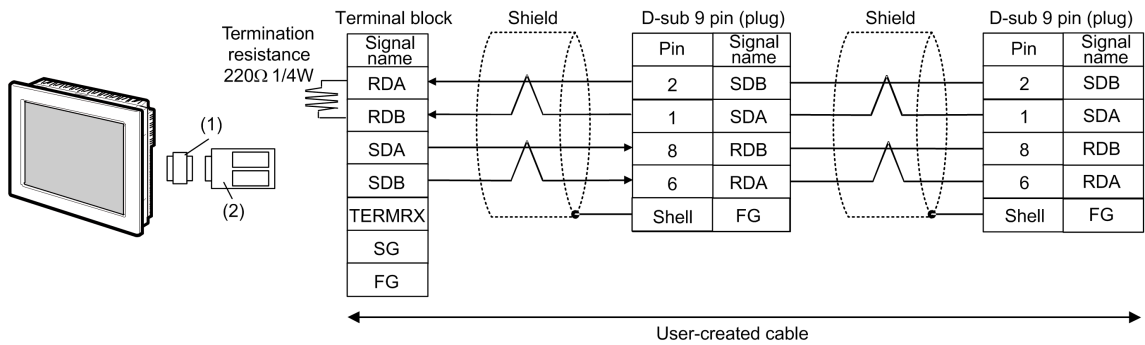 Termination
resistance
220Ω 1/4W
(1)
(2)
Terminal block
Signal
name
RDA
RDB
SDA
SDB
TERMRX
SG
FG
Shield
D-sub 9 pin (plug)
Pin Signal
name
2 SDB
1 SDA
8 RDB
6 RDA
Shell FG
Shield
D-sub 9 pin (plug)
Pin Signal
name
2 SDB
1 SDA
8 RDB
6 RDA
Shell FG
User-created cable